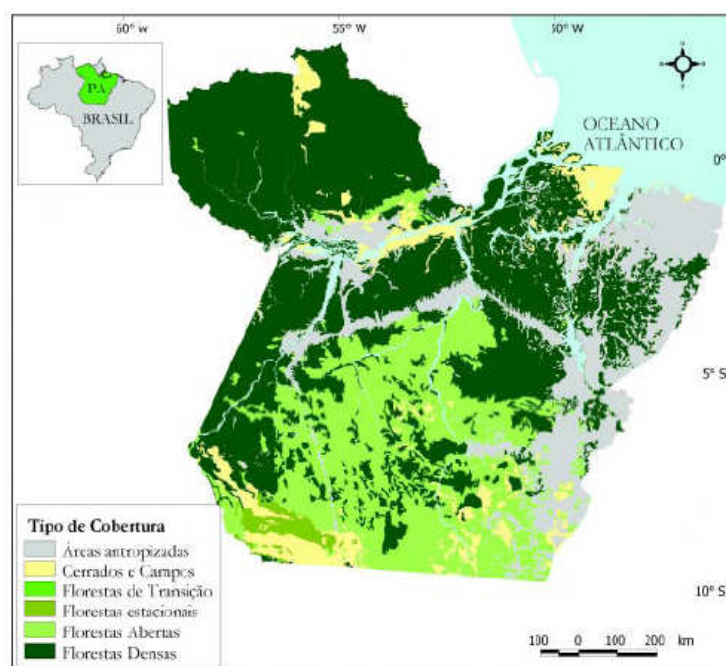 60° W
55° W
50° W
PA
BRASIL
OCEANO
ATLÂNTICO
0°
5° S
10° S
Tipo de Cobertura
Áreas antropizadas
Cerrados e Campos
Florestas de Transição
Florestas estacionais
Florestas Abertas
Florestas Densas
100 0 100 200 km